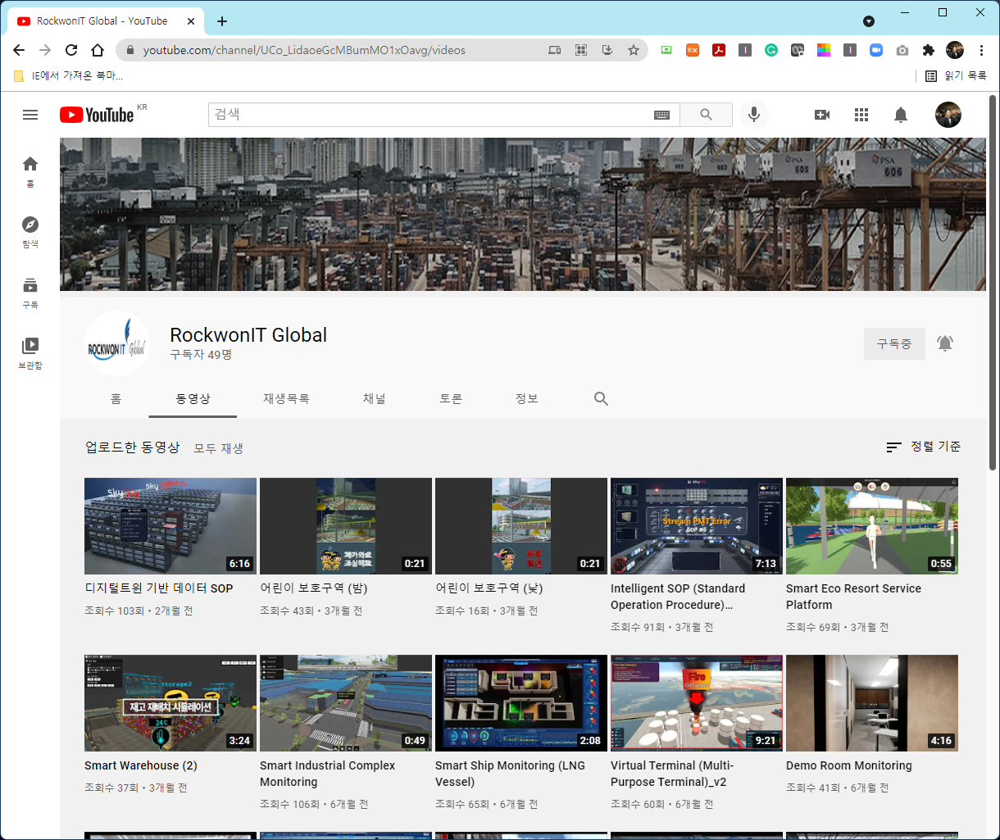 RockwonIT Global - YouTube
youtube.com/channel/UCo_LidaoeGcMBumMO1xOavg/videos
IE에서 가져온 북마...
읽기 목록
YouTube KR
검색
홈
탐색
구독
보관함
PSA
606
ROCKWON IT Global
RockwonIT Global
구독자 49명
구독중
홈 동영상 재생목록 채널 토론 정보
업로드한 동영상 모두 재생
정렬 기준
6:16
0:21
0:21
Stream PMT Error
SOP #6
7:13
0:55
디지털트윈 기반 데이터 SOP
조회수 103회 • 2개월 전
어린이 보호구역 (밤)
조회수 43회 • 3개월 전
어린이 보호구역 (낮)
조회수 16회 • 3개월 전
Intelligent SOP (Standard
Operation Procedure)...
조회수 91회 • 3개월 전
Smart Eco Resort Service
Platform
조회수 69회 • 3개월 전
storage2
재고 재배치 시뮬레이션
24 C
3:24
0:49
2:08
Fire
9:21
4:16
Smart Warehouse (2)
조회수 37회 • 3개월 전
Smart Industrial Complex
Monitoring
조회수 106회 • 6개월 전
Smart Ship Monitoring (LNG
Vessel)
조회수 65회 • 6개월 전
Virtual Terminal (Multi-
Purpose Terminal)_v2
조회수 60회 • 6개월 전
Demo Room Monitoring
조회수 41회 • 6개월 전